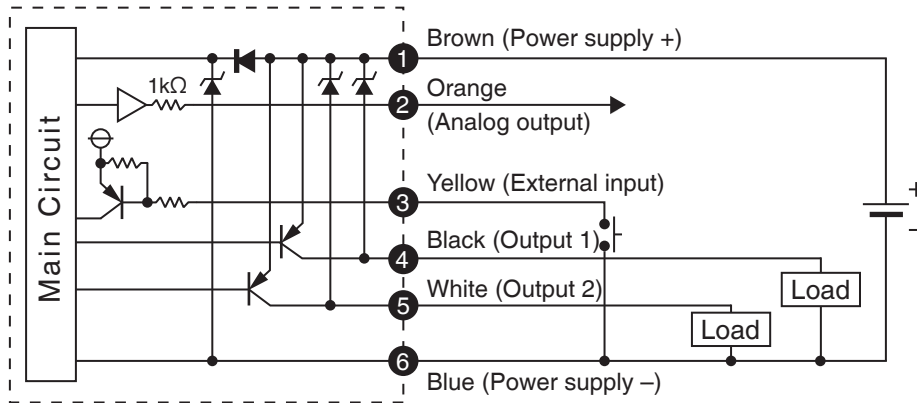 Main Circuit
1kΩ
1 Brown (Power supply +)
2 Orange
(Analog output)
3 Yellow (External input)
4 Black (Output 1)
5 White (Output 2)
6
Blue (Power supply –)
Load
Load
+
–